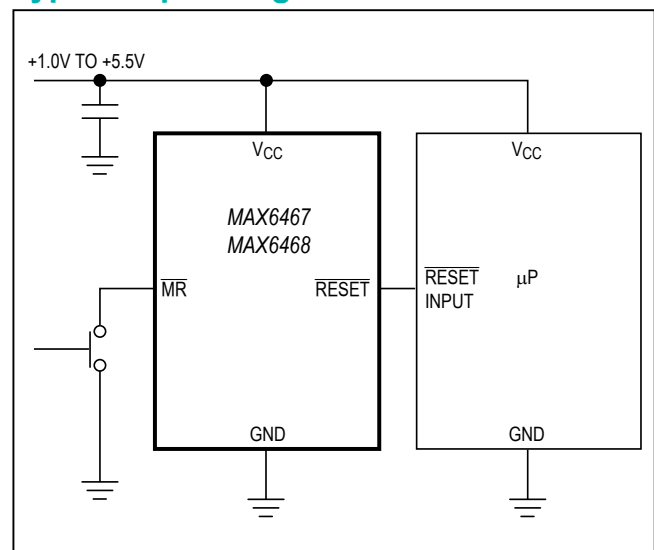 +1.0V TO +5.5V
VCC
MAX6467
MAX6468
MR
RESET
GND
VCC
RESET
INPUT
μP
GND